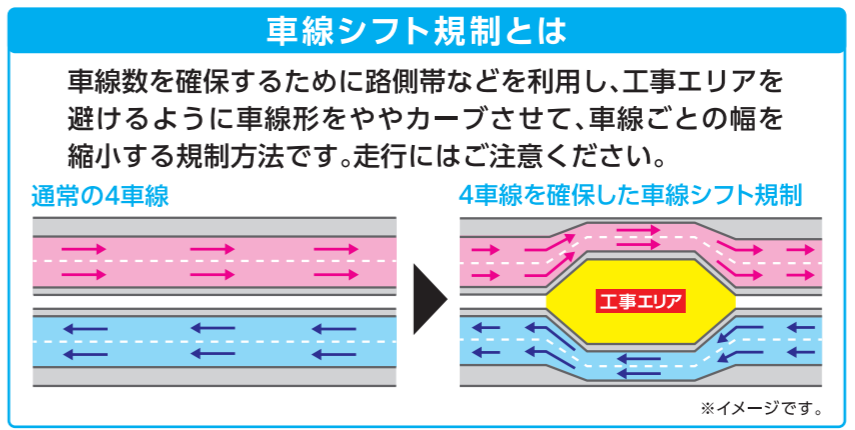 車線シフト規制とは
車線数を確保するために路側帯などを利用し、工事エリアを
避けるように車線形をややカーブさせて、車線ごとの幅を
縮小する規制方法です。走行にはご注意ください。
通常の4車線
4車線を確保した車線シフト規制
工事エリア
※イメージです。